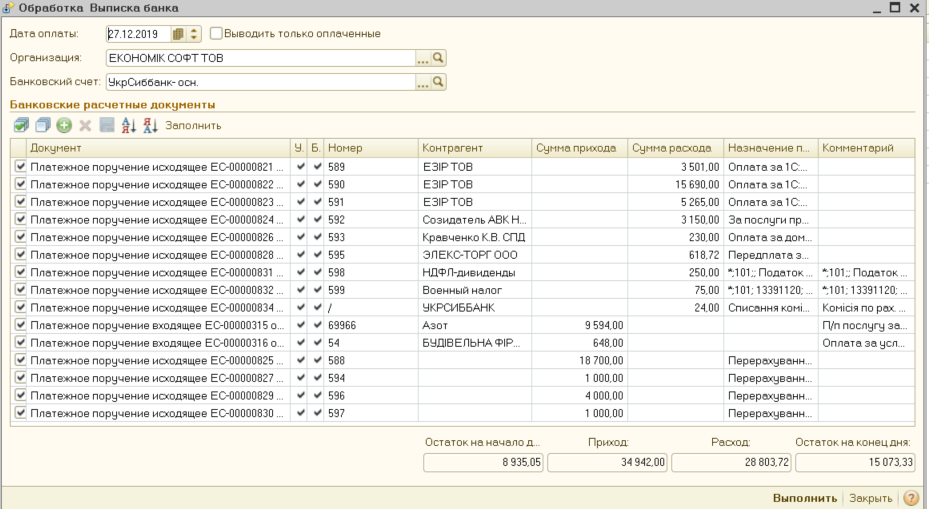 Обработка Выписка банка
Дата оплаты: 27.12.2019 Выводить только оплаченные
Организация: ЕКОНОМІК СОФТ ТОВ ...
Банковский счет: УкрСиббанк- осн. ...
Банковские расчетные документы
Заполнить
Документ У. Б. Номер Контрагент Сумма прихода Сумма расхода Назначение п... Комментарий
Платежное поручение исходящее ЕС-00000821 ... 589 ЕЗІР ТОВ 3 501,00 Оплата за 1С:...
Платежное поручение исходящее ЕС-00000822 ... 590 ЕЗІР ТОВ 15 690,00 Оплата за 1С:...
Платежное поручение исходящее ЕС-00000823 ... 591 ЕЗІР ТОВ 5 265,00 Оплата за 1С:...
Платежное поручение исходящее ЕС-00000824 ... 592 Созидатель АВК Н... 3 150,00 За послуги пр...
Платежное поручение исходящее ЕС-00000826 ... 593 Кравченко К.В. СПД 230,00 Оплата за дом...
Платежное поручение исходящее ЕС-00000828 ... 595 ЭЛЕКС-ТОРГ ООО 618,72 Передплата з...
Платежное поручение исходящее ЕС-00000831 ... 598 НДФЛ-дивиденды 250,00 *;101;; Податок ... *;101;; Податок ...
Платежное поручение исходящее ЕС-00000832 ... 599 Военный налог 75,00 *;101; 13391120; ... *;101; 13391120; ...
Платежное поручение исходящее ЕС-00000834 ... / УКРСИББАНК 24,00 Списання комі... Комісія по рах. ...
Платежное поручение входящее ЕС-00000315 о... 69966 Азот 9 594,00 П/п послугу за...
Платежное поручение входящее ЕС-00000316 о... 54 БУДІВЕЛЬНА ФІР... 648,00 Оплата за усл...
Платежное поручение исходящее ЕС-00000825 ... 588 18 700,00 Перерахуванн...
Платежное поручение исходящее ЕС-00000827 ... 594 1 000,00 Перерахуванн...
Платежное поручение исходящее ЕС-00000829 ... 596 4 000,00 Перерахуванн...
Платежное поручение исходящее ЕС-00000830 ... 597 1 000,00 Перерахуванн...
Остаток на начало д... Приход: Расход: Остаток на конец дня:
8 935,05 34 942,00 28 803,72 15 073,33
Выполнить Закрыть